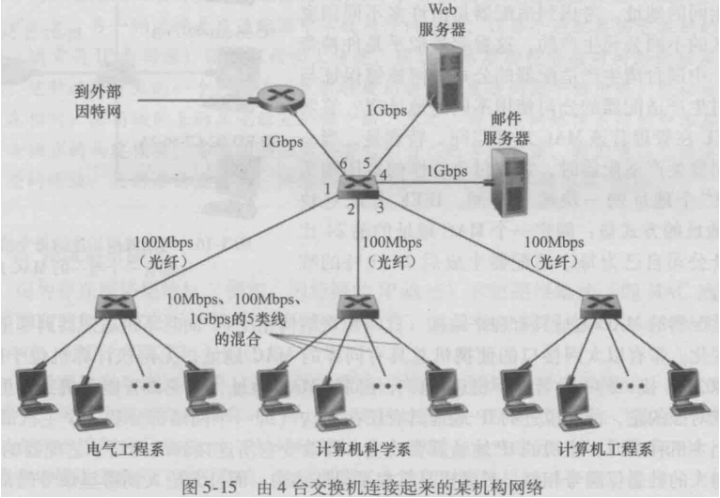 Web
服务器
到外部
因特网
1Gbps
邮件
服务器
1Gbps
6 5
4
1Gbps
1
2
3
100Mbps
(光纤)
100Mbps
(光纤)
100Mbps
(光纤)
10Mbps、100Mbps、
1Gbps的5类线
的混合
电气工程系
计算机科学系
计算机工程系
图 5-15 由 4 台交换机连接起来的某机构网络